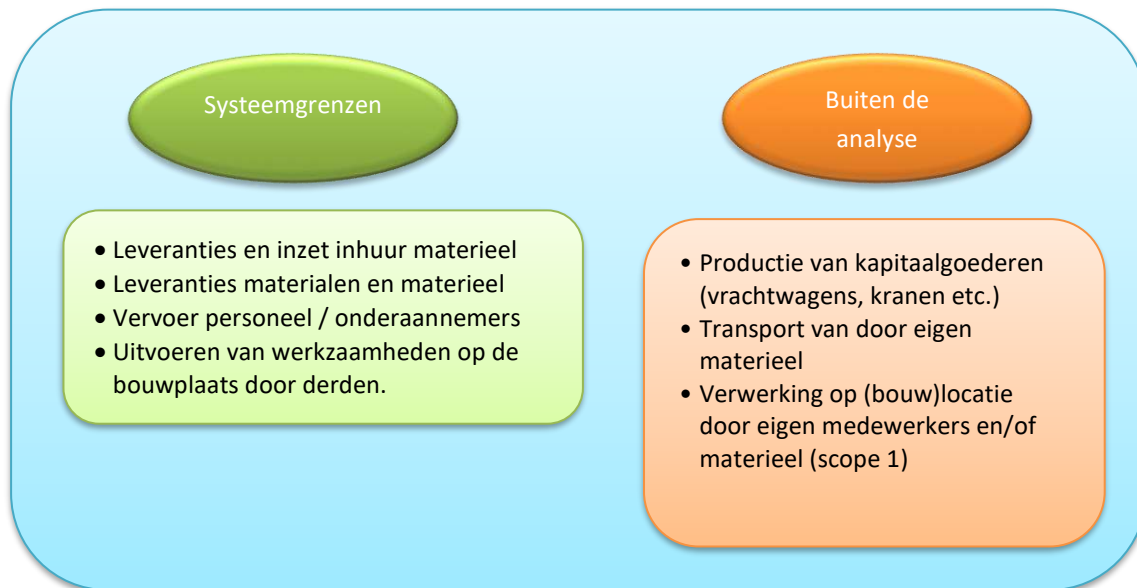 Systeemgrenzen
• Leveranties en inzet inhuur materieel
• Leveranties materialen en materieel
• Vervoer personeel / onderaannemers
• Uitvoeren van werkzaamheden op de
bouwplaats door derden.
Buiten de
analyse
• Productie van kapitaalgoederen
(vrachtwagens, kranen etc.)
• Transport van door eigen
materieel
• Verwerking op (bouw)locatie
door eigen medewerkers en/of
materieel (scope 1)